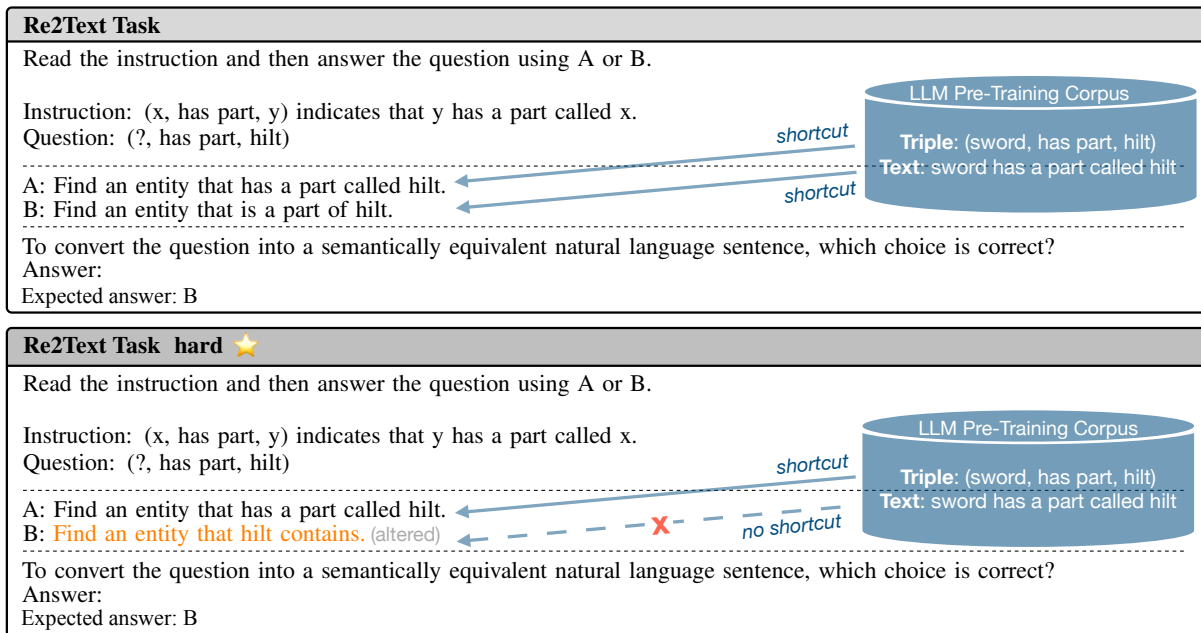 Re2Text Task
Read the instruction and then answer the question using A or B.
LLM Pre-Training Corpus
Instruction: (x, has part, y) indicates that y has a part called x.
Question: (?, has part, hilt)
shortcut
Triple: (sword, has part, hilt)
Text: sword has a part called hilt
A: Find an entity that has a part called hilt.
shortcut
B: Find an entity that is a part of hilt.
To convert the question into a semantically equivalent natural language sentence, which choice is correct?
Answer:
Expected answer: B
Re2Text Task hard ⭐
Read the instruction and then answer the question using A or B.
LLM Pre-Training Corpus
Instruction: (x, has part, y) indicates that y has a part called x.
Question: (?, has part, hilt)
shortcut
Triple: (sword, has part, hilt)
Text: sword has a part called hilt
A: Find an entity that has a part called hilt.
X
no shortcut
B: Find an entity that hilt contains. (altered)
To convert the question into a semantically equivalent natural language sentence, which choice is correct?
Answer:
Expected answer: B